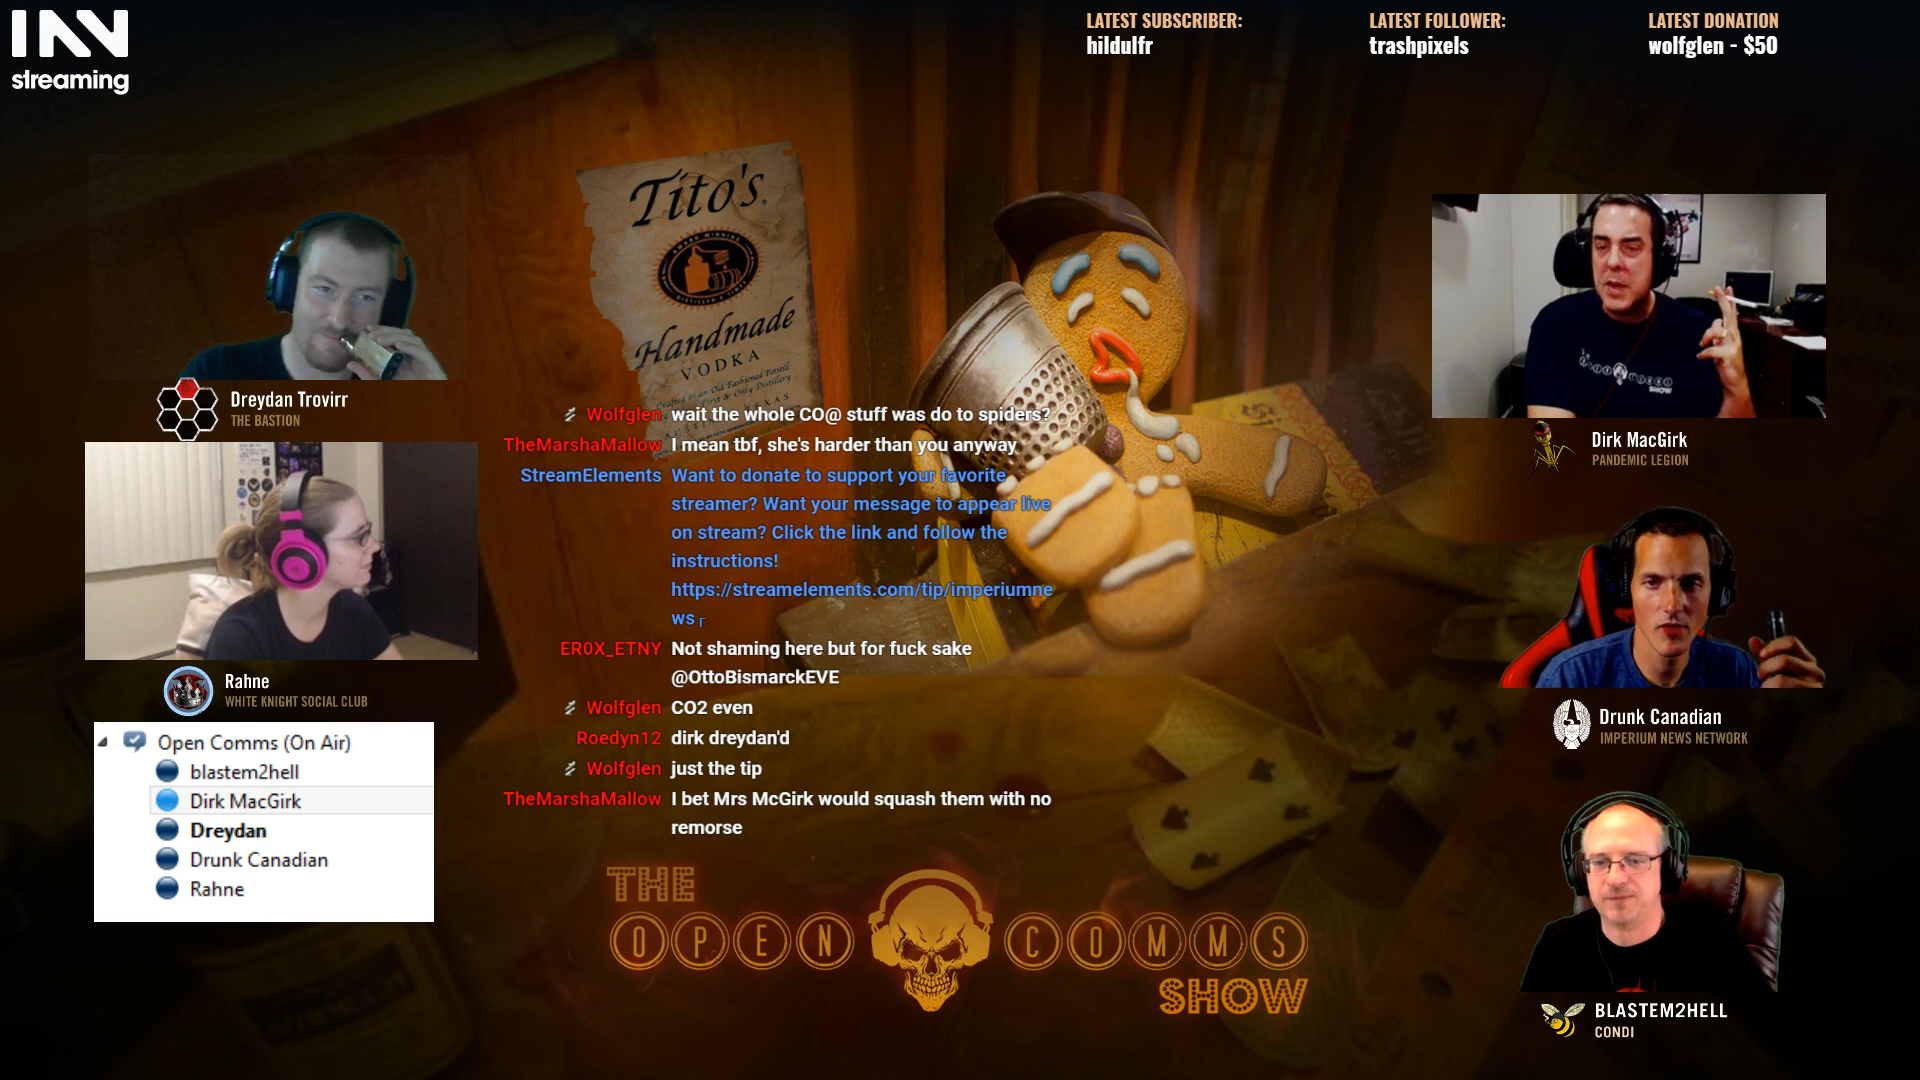 INN
streaming
LATEST SUBSCRIBER:
hildulfr
LATEST FOLLOWER:
trashpixels
LATEST DONATION
wolfglen - $50
Tito's
Handmade
VODKA
Dreydan Trovirr
THE BASTION
Rahne
WHITE KNIGHT SOCIAL CLUB
Open Comms (On Air)
blastem2hell
Dirk MacGirk
Dreydan
Drunk Canadian
Rahne
Wolfglen wait the whole CO@ stuff was do to spiders?
TheMarshaMallow I mean tbf, she's harder than you anyway
StreamElements Want to donate to support your favorite
streamer? Want your message to appear live
on stream? Click the link and follow the
instructions!
https://streamelements.com/tip/imperiumne
ws
ER0X_ETNY Not shaming here but for fuck sake
@OttoBismarckEVE
Wolfglen CO2 even
Roedyn12 dirk dreydan'd
Wolfglen just the tip
TheMarshaMallow I bet Mrs McGirk would squash them with no
remorse
THE
OPEN COMMS
SHOW
Dirk MacGirk
PANDEMIC LEGION
Drunk Canadian
IMPERIUM NEWS NETWORK
BLASTEM2HELL
CONDI